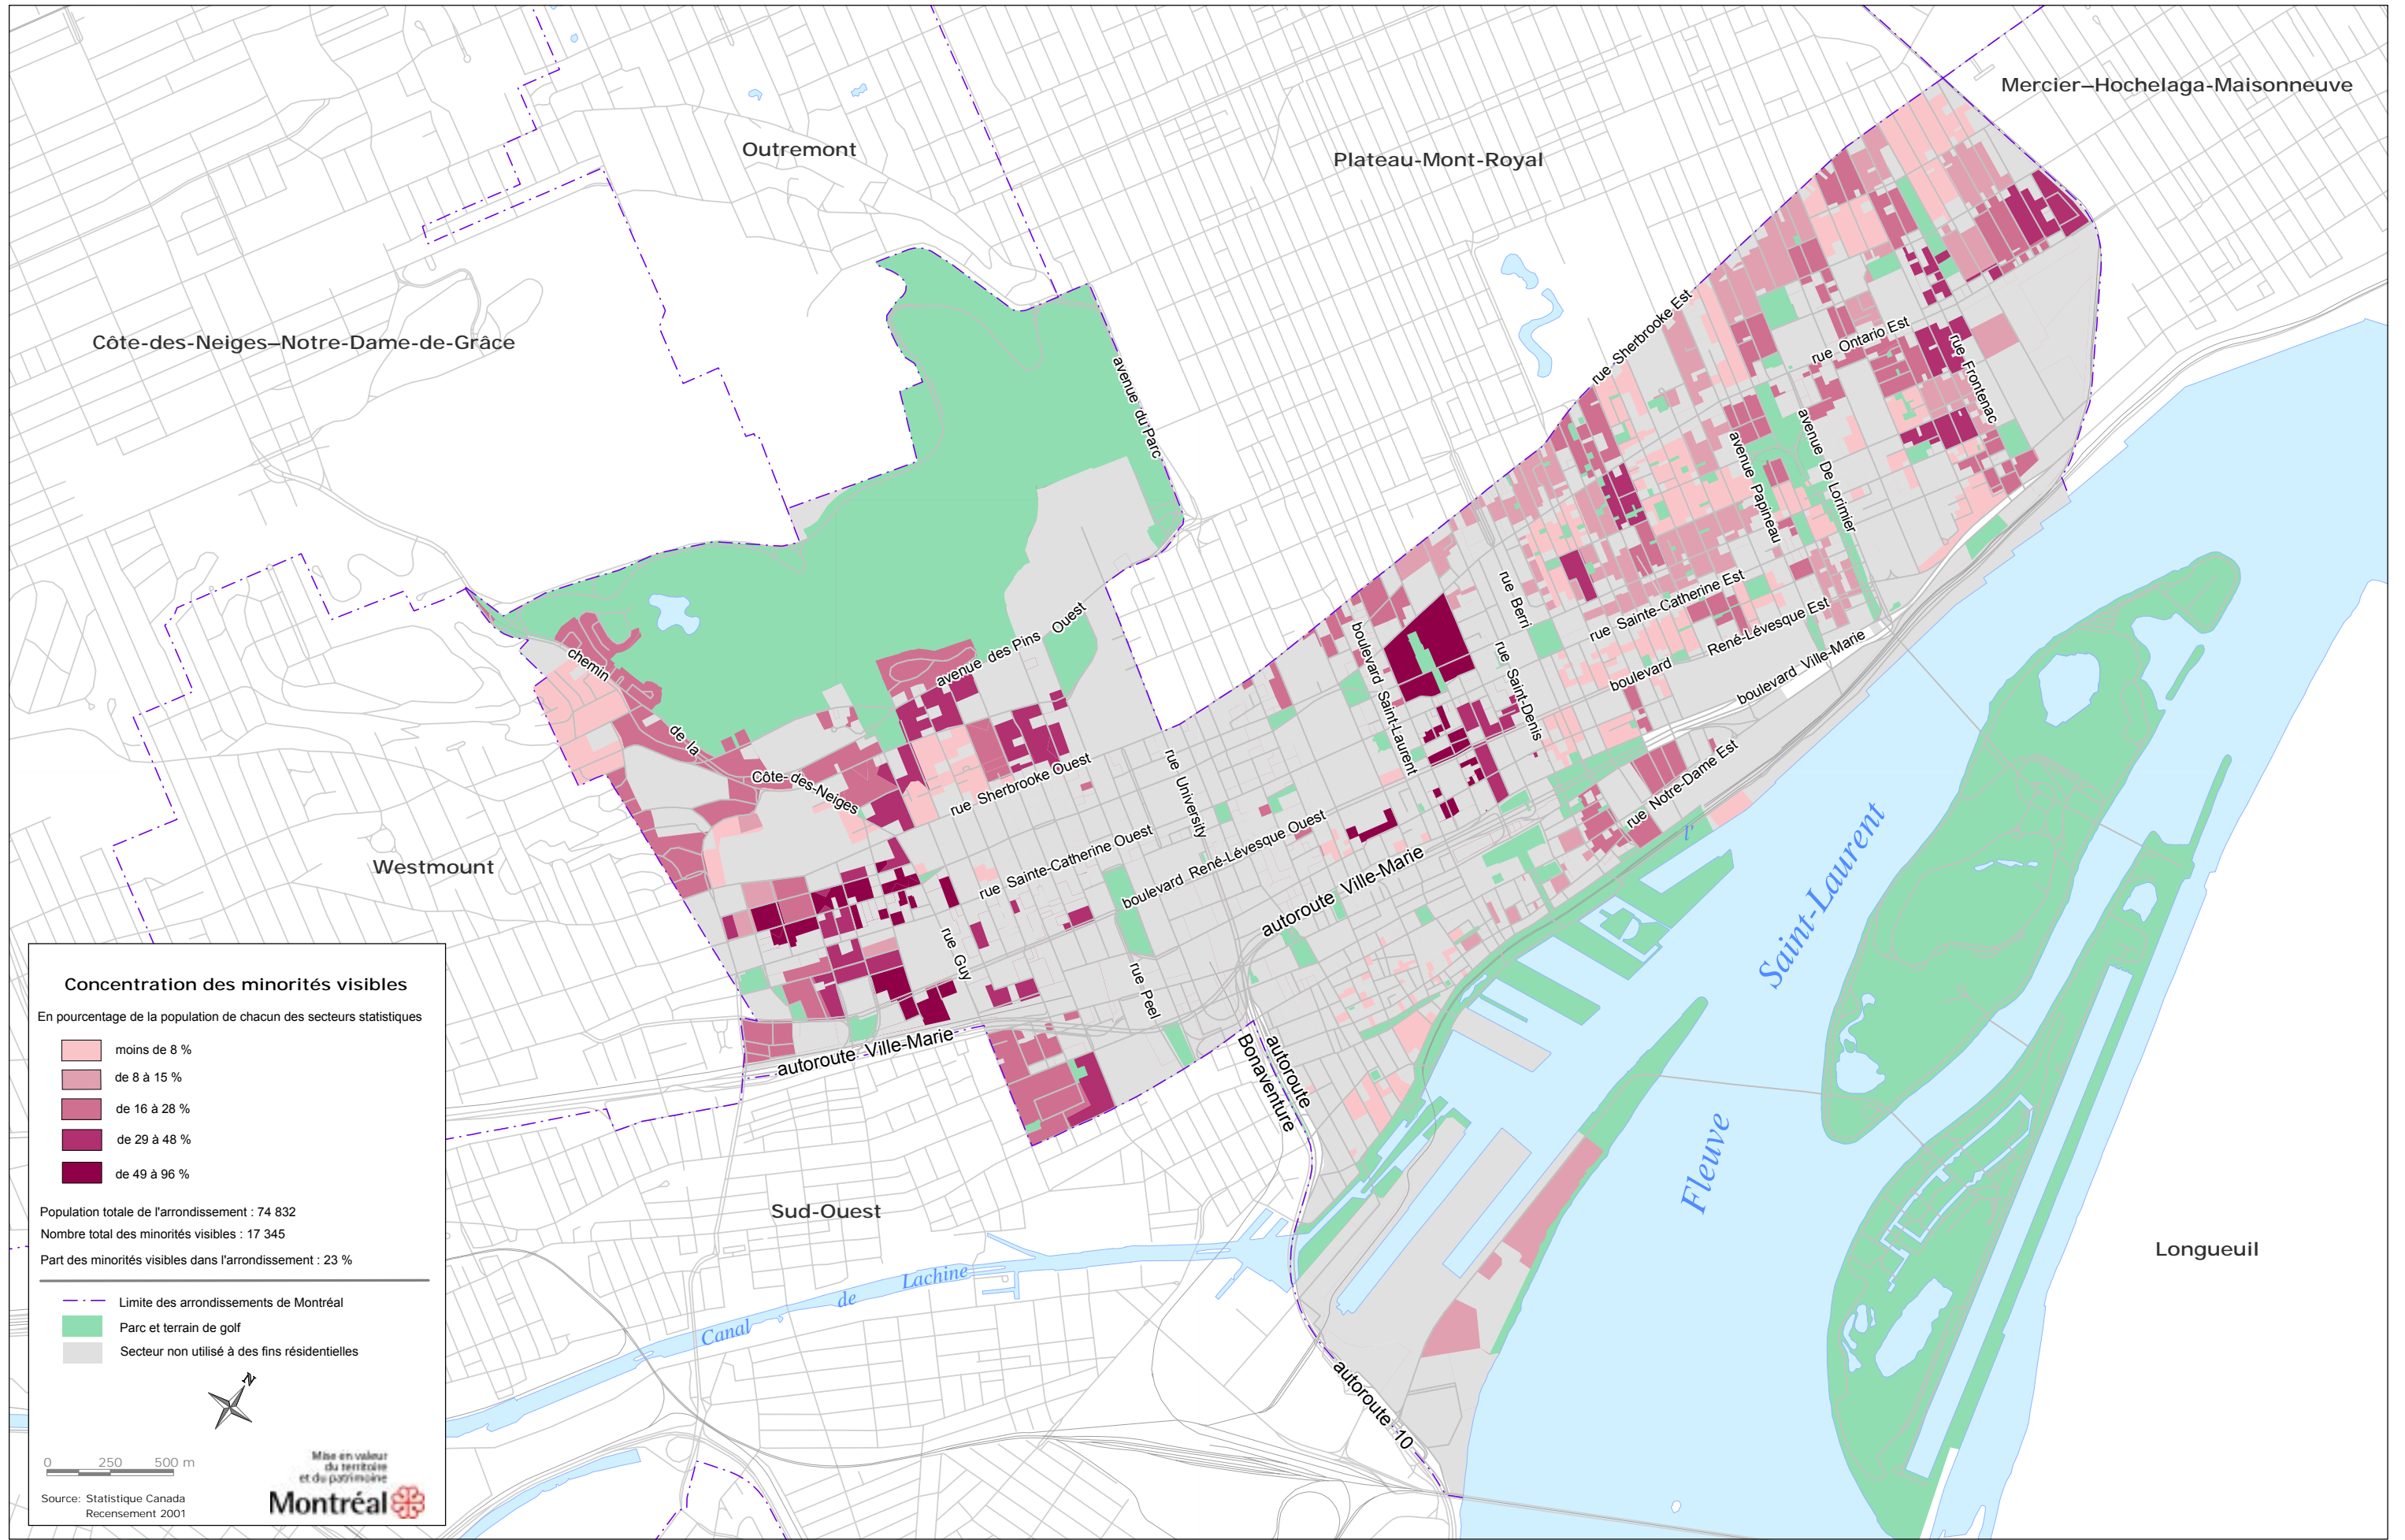 Mercier–Hochelaga-Maisonneuve
Outremont
Plateau-Mont-Royal
Côte-des-Neiges–Notre-Dame-de-Grâce
rue Sherbrooke Est
rue Ontario Est
rue Frontenac
avenue du Parc
avenue Papineau
avenue De Lorimier
avenue des Pins Ouest
rue Berri
rue Sainte-Catherine Est
boulevard René-Lévesque Est
boulevard Ville-Marie
boulevard Saint-Laurent
rue Saint-Denis
chemin de la Côte-des-Neiges
rue Sherbrooke Ouest
rue University
rue Notre-Dame Est
Westmount
rue Sainte-Catherine Ouest
boulevard René-Lévesque Ouest
autoroute Ville-Marie
rue Guy
rue Peel
autoroute Ville-Marie
autoroute
Bonaventure
Fleuve
Saint-Laurent
l'
Sud-Ouest
Longueuil
Canal de Lachine
autoroute 10
Concentration des minorités visibles
En pourcentage de la population de chacun des secteurs statistiques
moins de 8 %
de 8 à 15 %
de 16 à 28 %
de 29 à 48 %
de 49 à 96 %
Population totale de l'arrondissement : 74 832
Nombre total des minorités visibles : 17 345
Part des minorités visibles dans l'arrondissement : 23 %
Limite des arrondissements de Montréal
Parc et terrain de golf
Secteur non utilisé à des fins résidentielles
N
0 250 500 m
Mise en valeur
du territoire
et du patrimoine
Montréal
Source: Statistique Canada
Recensement 2001